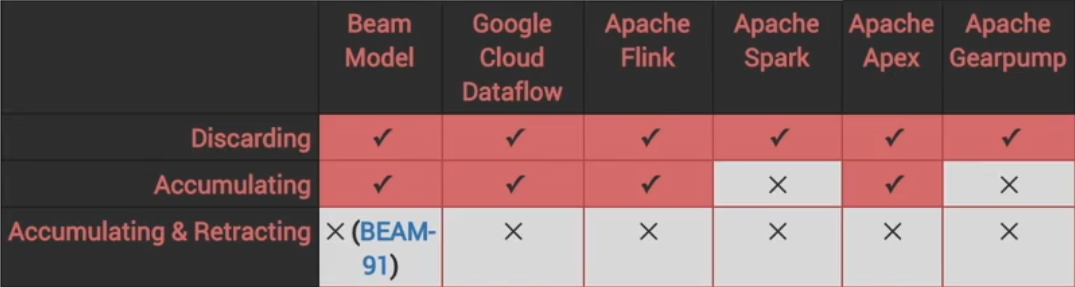 Beam Model Google Cloud Dataflow Apache Flink Apache Spark Apache Apex Apache Gearpump
Discarding ✓ ✓ ✓ ✓ ✓ ✓
Accumulating ✓ ✓ ✓ × ✓ ×
Accumulating & Retracting × (BEAM-91) × × × × ×